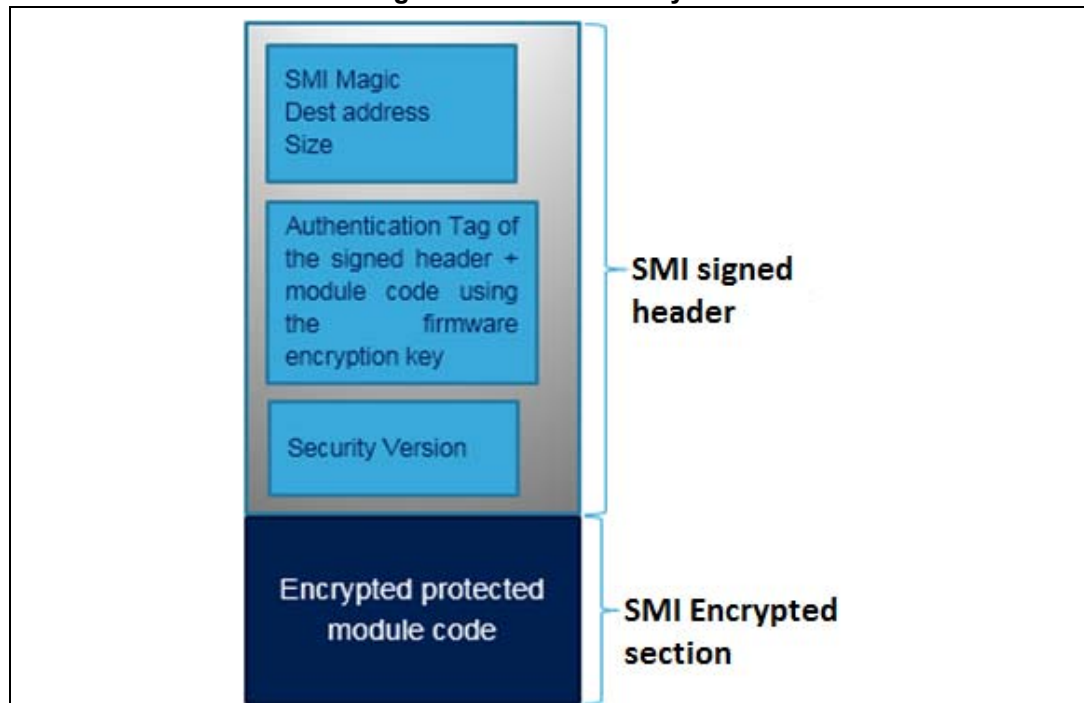 SMI Magic
Dest address
Size
Authentication Tag of
the signed header +
module code using
the firmware
encryption key
SMI signed
header
Security Version
Encrypted protected
module code
SMI Encrypted
section